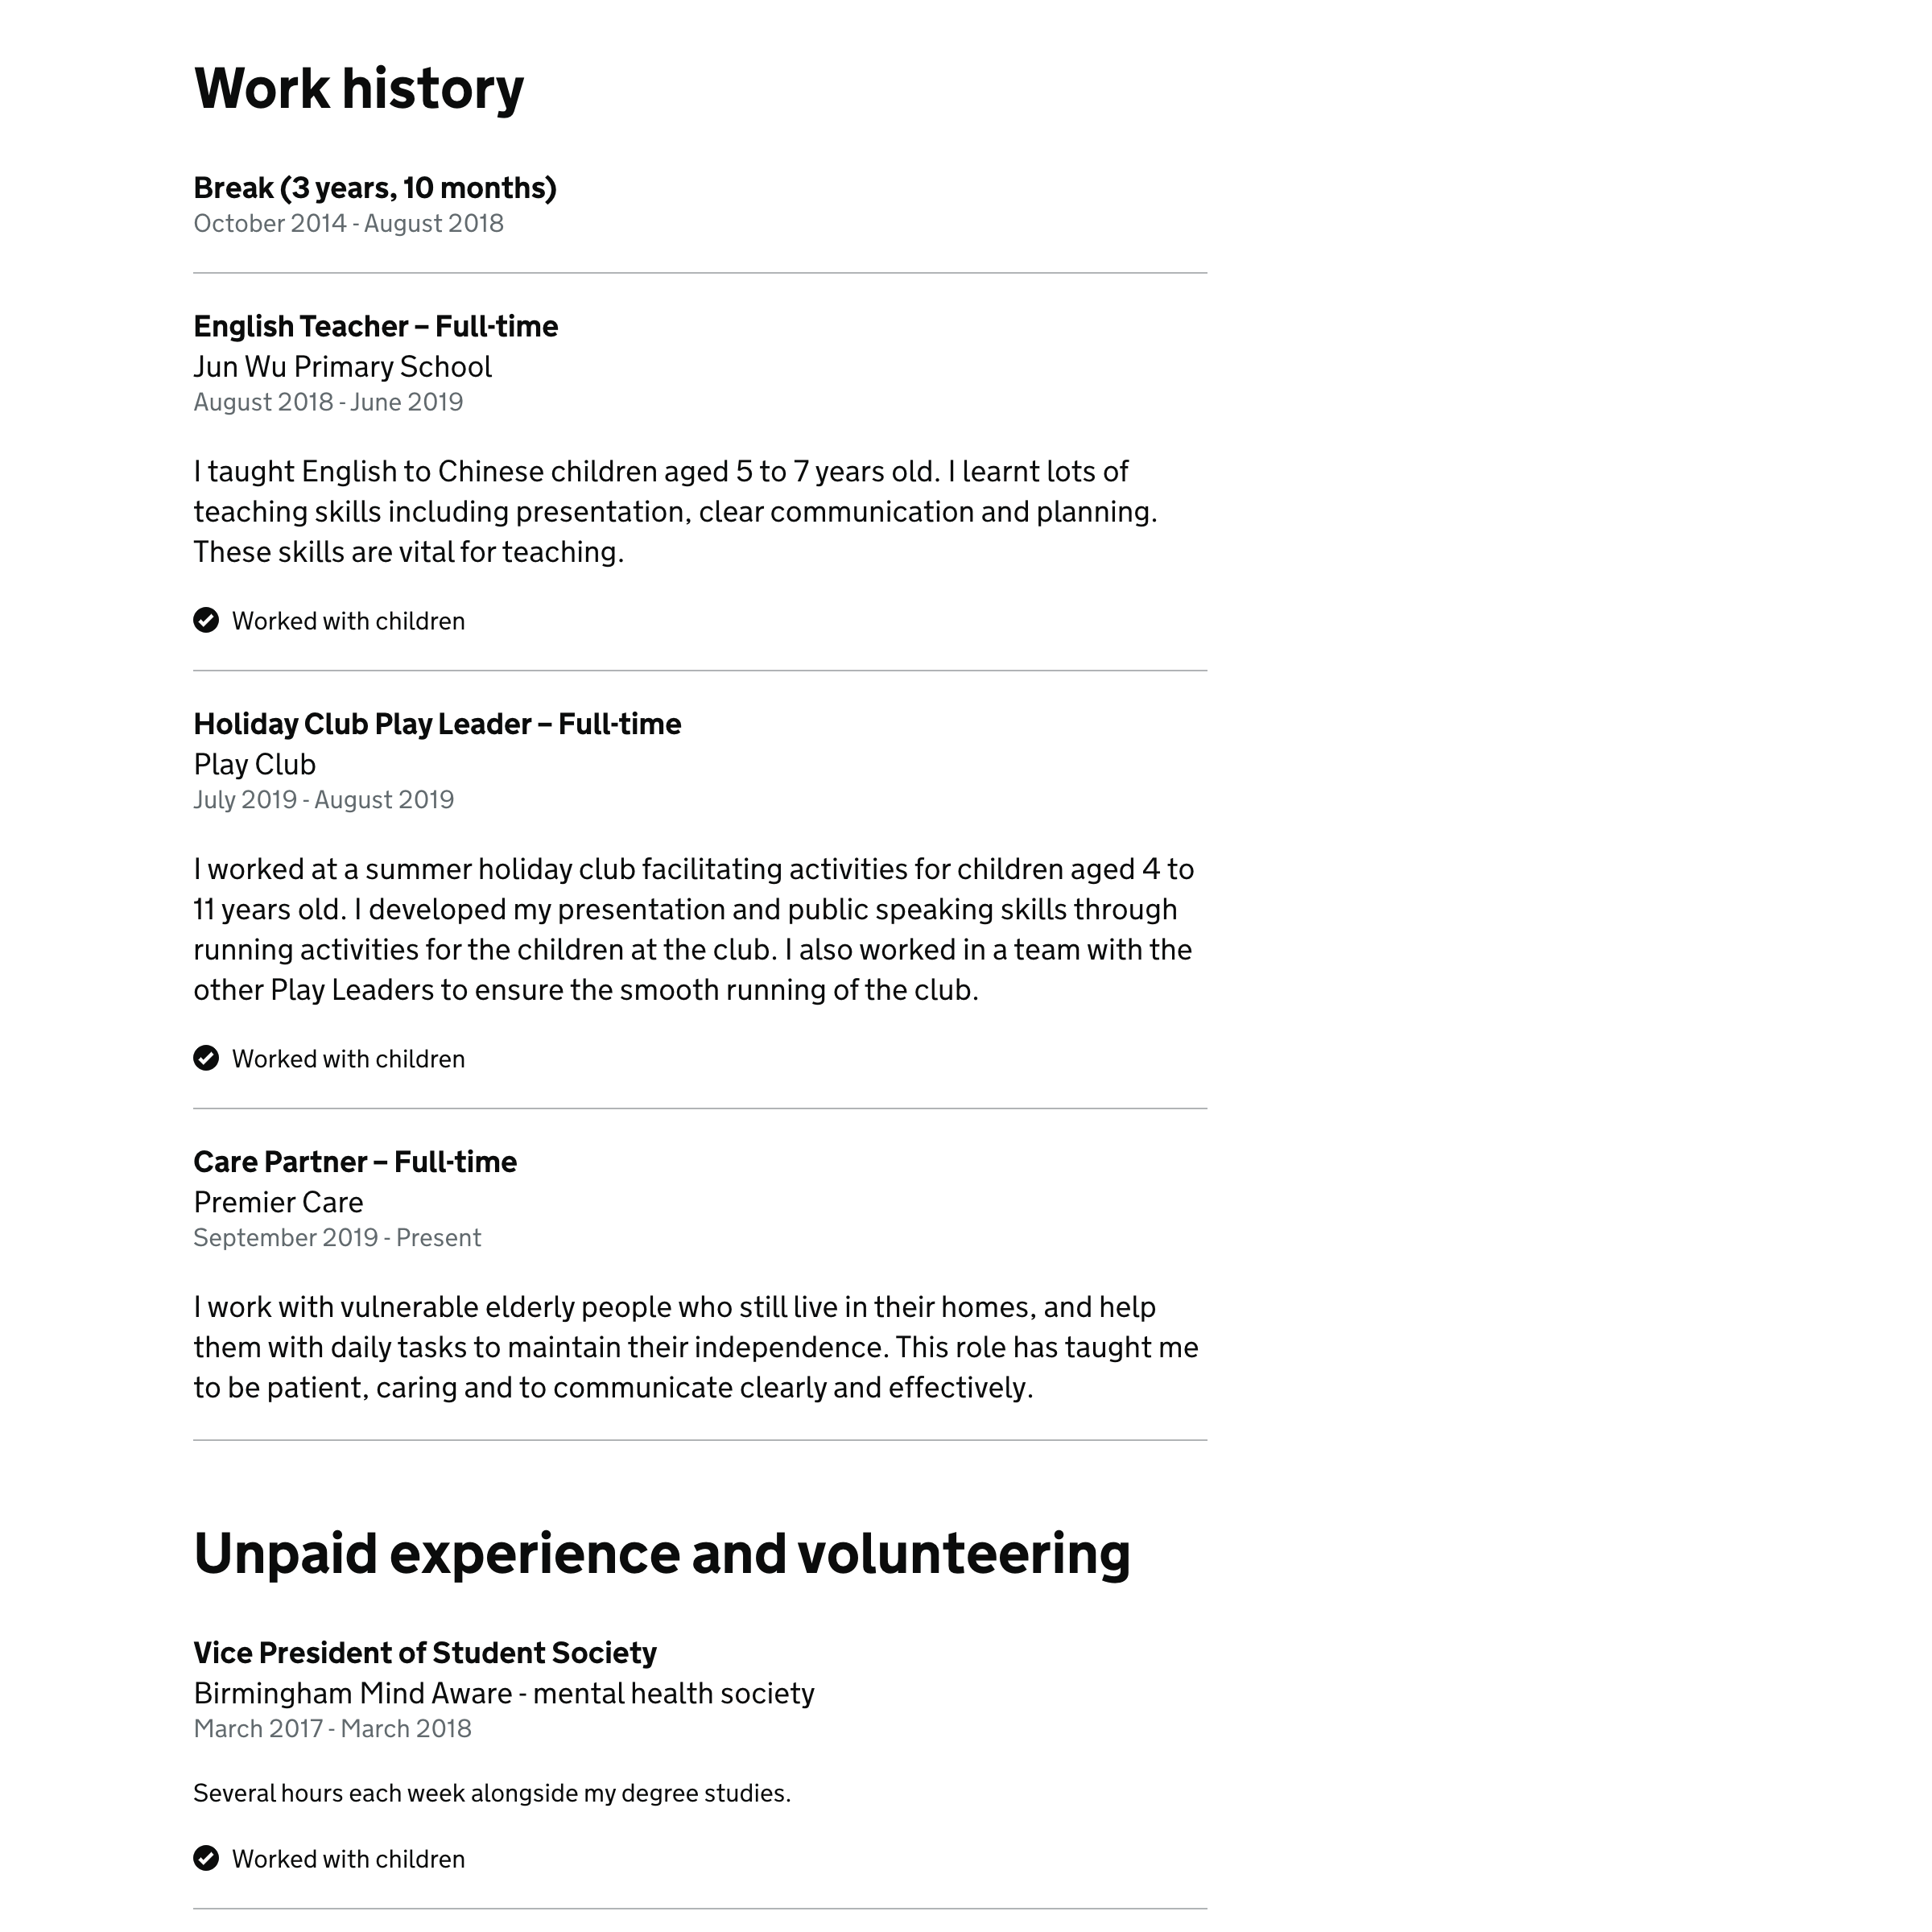 Work history
Break (3 years, 10 months)
October 2014 - August 2018
English Teacher – Full-time
Jun Wu Primary School
August 2018 - June 2019
I taught English to Chinese children aged 5 to 7 years old. I learnt lots of
teaching skills including presentation, clear communication and planning.
These skills are vital for teaching.
Worked with children
Holiday Club Play Leader – Full-time
Play Club
July 2019 - August 2019
I worked at a summer holiday club facilitating activities for children aged 4 to
11 years old. I developed my presentation and public speaking skills through
running activities for the children at the club. I also worked in a team with the
other Play Leaders to ensure the smooth running of the club.
Worked with children
Care Partner – Full-time
Premier Care
September 2019 - Present
I work with vulnerable elderly people who still live in their homes, and help
them with daily tasks to maintain their independence. This role has taught me
to be patient, caring and to communicate clearly and effectively.
Unpaid experience and volunteering
Vice President of Student Society
Birmingham Mind Aware - mental health society
March 2017 - March 2018
Several hours each week alongside my degree studies.
Worked with children